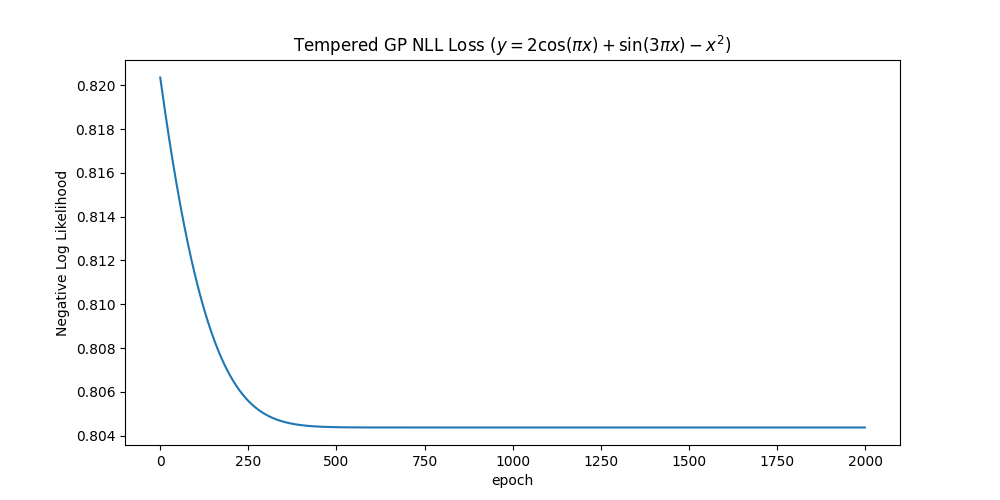 Tempered GP NLL Loss (y = 2cos(πx) + sin(3πx) − x²)
Negative Log Likelihood
0.820
0.818
0.816
0.814
0.812
0.810
0.808
0.806
0.804
0 250 500 750 1000 1250 1500 1750 2000
epoch